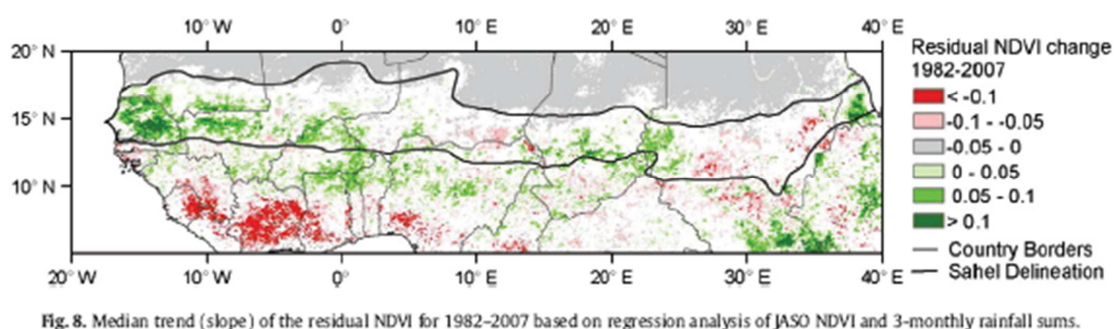 10° W 0° 10° E 20° E 30° E 40° E
20° N
15° N
10° N
20° W 10° W 0° 10° E 20° E 30° E 40° E
Residual NDVI change
1982-2007
< -0.1
-0.1 - -0.05
-0.05 - 0
0 - 0.05
0.05 - 0.1
> 0.1
Country Borders
Sahel Delineation
Fig. 8. Median trend (slope) of the residual NDVI for 1982–2007 based on regression analysis of JASO NDVI and 3-monthly rainfall sums.